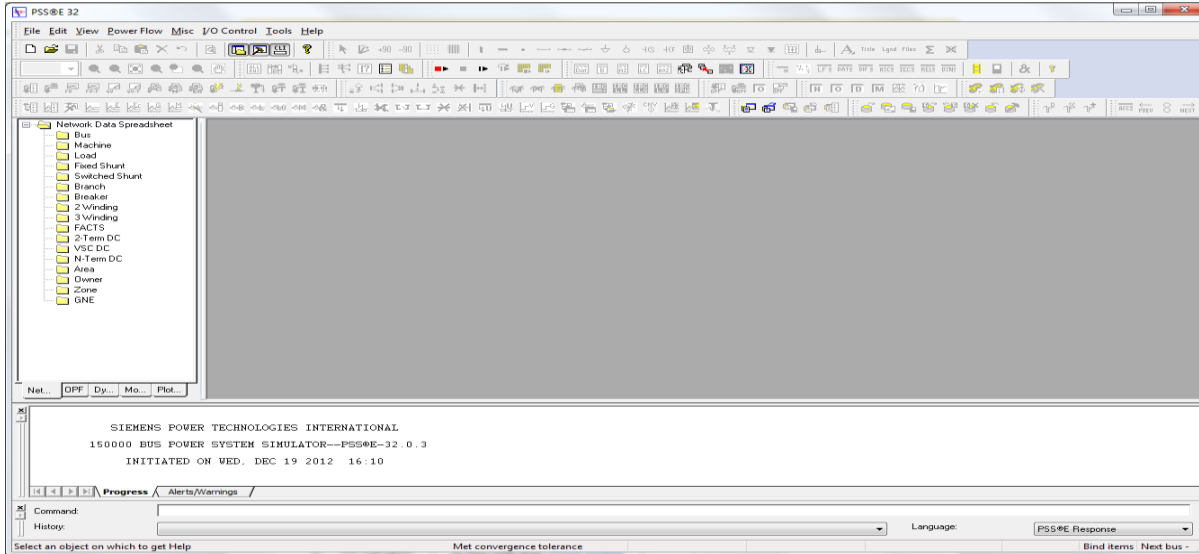 PSS®E 32
File Edit View Power Flow Misc I/O Control Tools Help
Network Data Spreadsheet
Bus
Machine
Load
Fixed Shunt
Switched Shunt
Branch
Breaker
2 Winding
3 Winding
FACTS
2-Term DC
VSC DC
N-Term DC
Area
Owner
Zone
GNE
Net... OPF Dy... Mo... Plot...
SIEMENS POWER TECHNOLOGIES INTERNATIONAL
150000 BUS POWER SYSTEM SIMULATOR--PSS®E-32.0.3
INITIATED ON WED, DEC 19 2012 16:10
Progress Alerts/Warnings
Command:
History: Language: PSS®E Response
Select an object on which to get Help Met convergence tolerance Bind items Next bus -